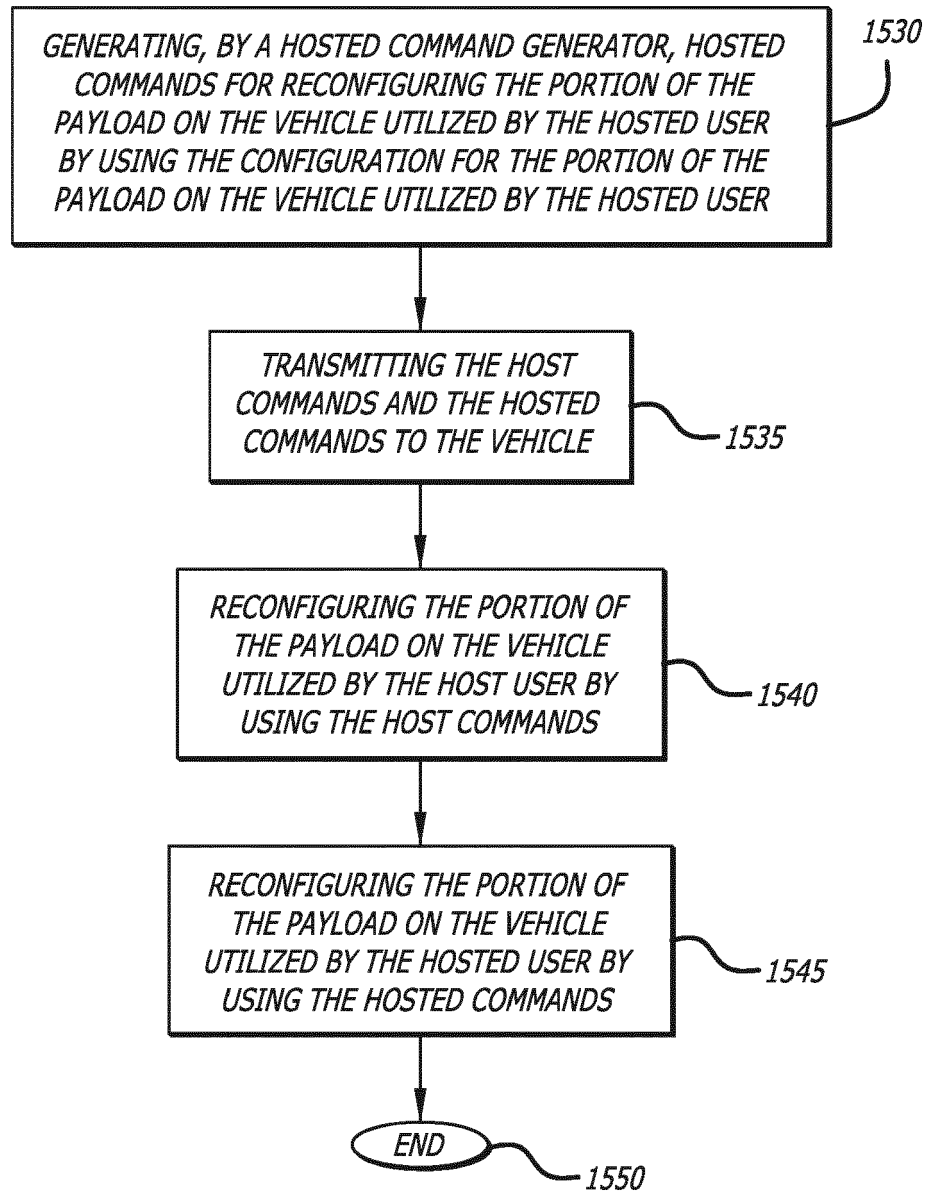 GENERATING, BY A HOSTED COMMAND GENERATOR, HOSTED
COMMANDS FOR RECONFIGURING THE PORTION OF THE
PAYLOAD ON THE VEHICLE UTILIZED BY THE HOSTED USER
BY USING THE CONFIGURATION FOR THE PORTION OF THE
PAYLOAD ON THE VEHICLE UTILIZED BY THE HOSTED USER
1530
TRANSMITTING THE HOST
COMMANDS AND THE HOSTED
COMMANDS TO THE VEHICLE
1535
RECONFIGURING THE PORTION OF
THE PAYLOAD ON THE VEHICLE
UTILIZED BY THE HOST USER BY
USING THE HOST COMMANDS
1540
RECONFIGURING THE PORTION OF
THE PAYLOAD ON THE VEHICLE
UTILIZED BY THE HOSTED USER BY
USING THE HOSTED COMMANDS
1545
END
1550